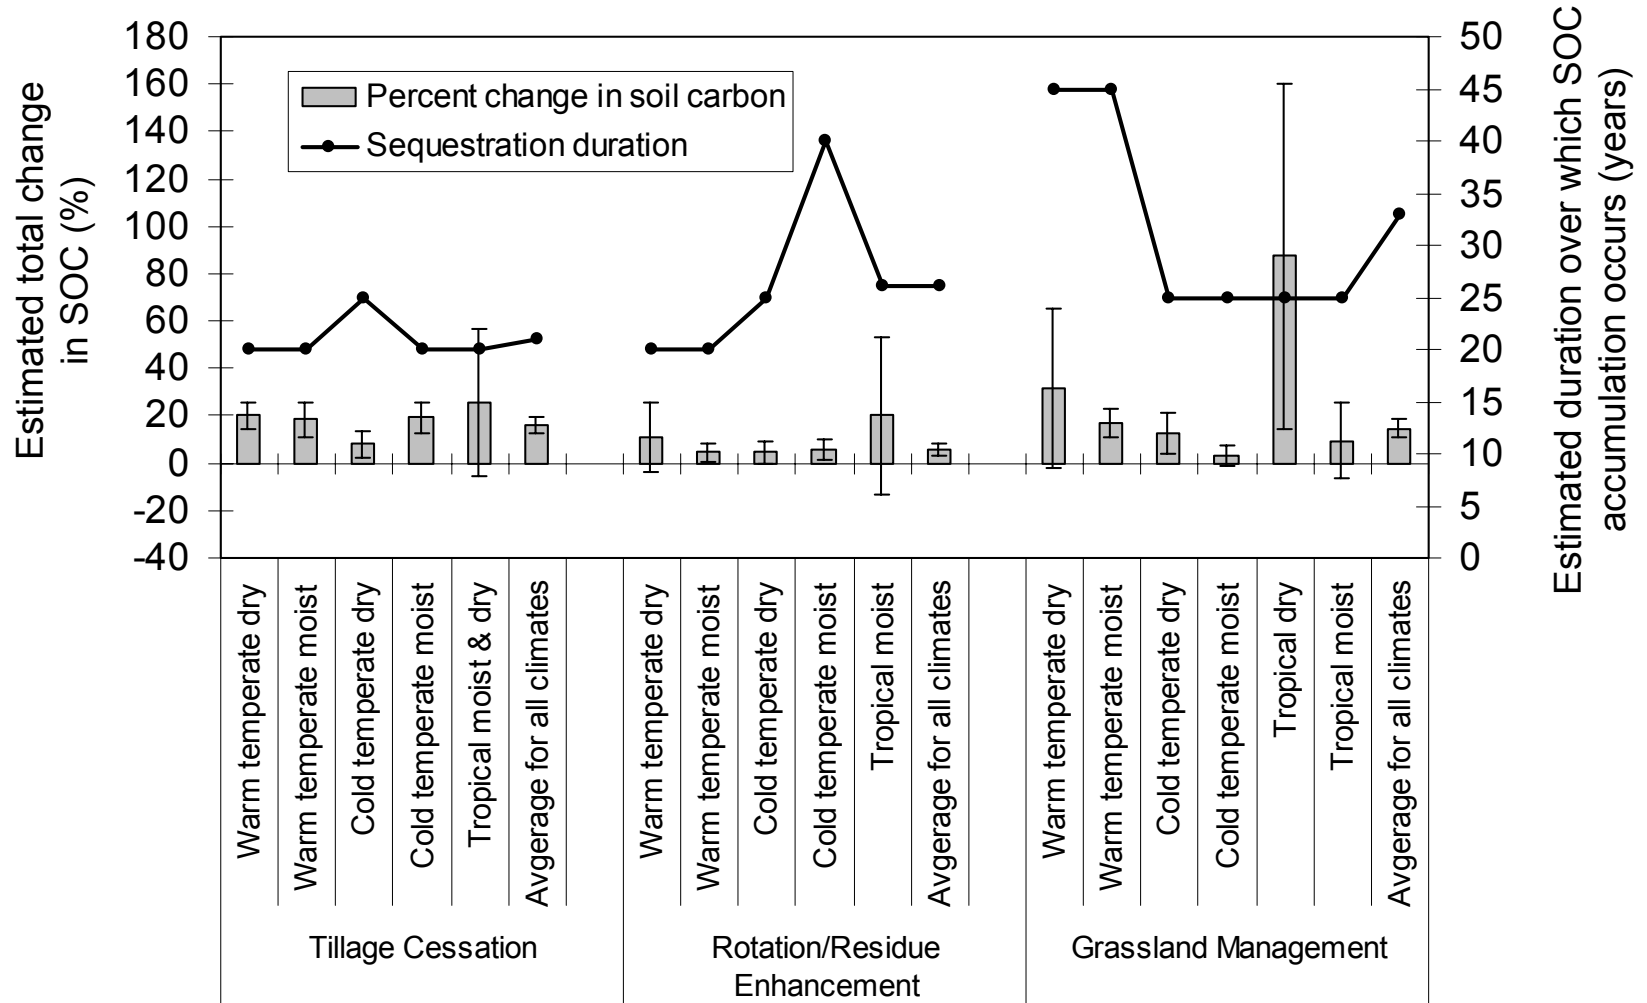 Estimated total change
in SOC (%)
180
160
140
120
100
80
60
40
20
0
-20
-40
Percent change in soil carbon
Sequestration duration
50
45
40
35
30
25
20
15
10
5
0
Estimated duration over which SOC
accumulation occurs (years)
Warm temperate dry
Warm temperate moist
Cold temperate dry
Cold temperate moist
Tropical moist & dry
Avgerage for all climates
Warm temperate dry
Warm temperate moist
Cold temperate dry
Cold temperate moist
Tropical moist
Avgerage for all climates
Warm temperate dry
Warm temperate moist
Cold temperate dry
Cold temperate moist
Tropical dry
Tropical moist
Avgerage for all climates
Tillage Cessation
Rotation/Residue
Enhancement
Grassland Management